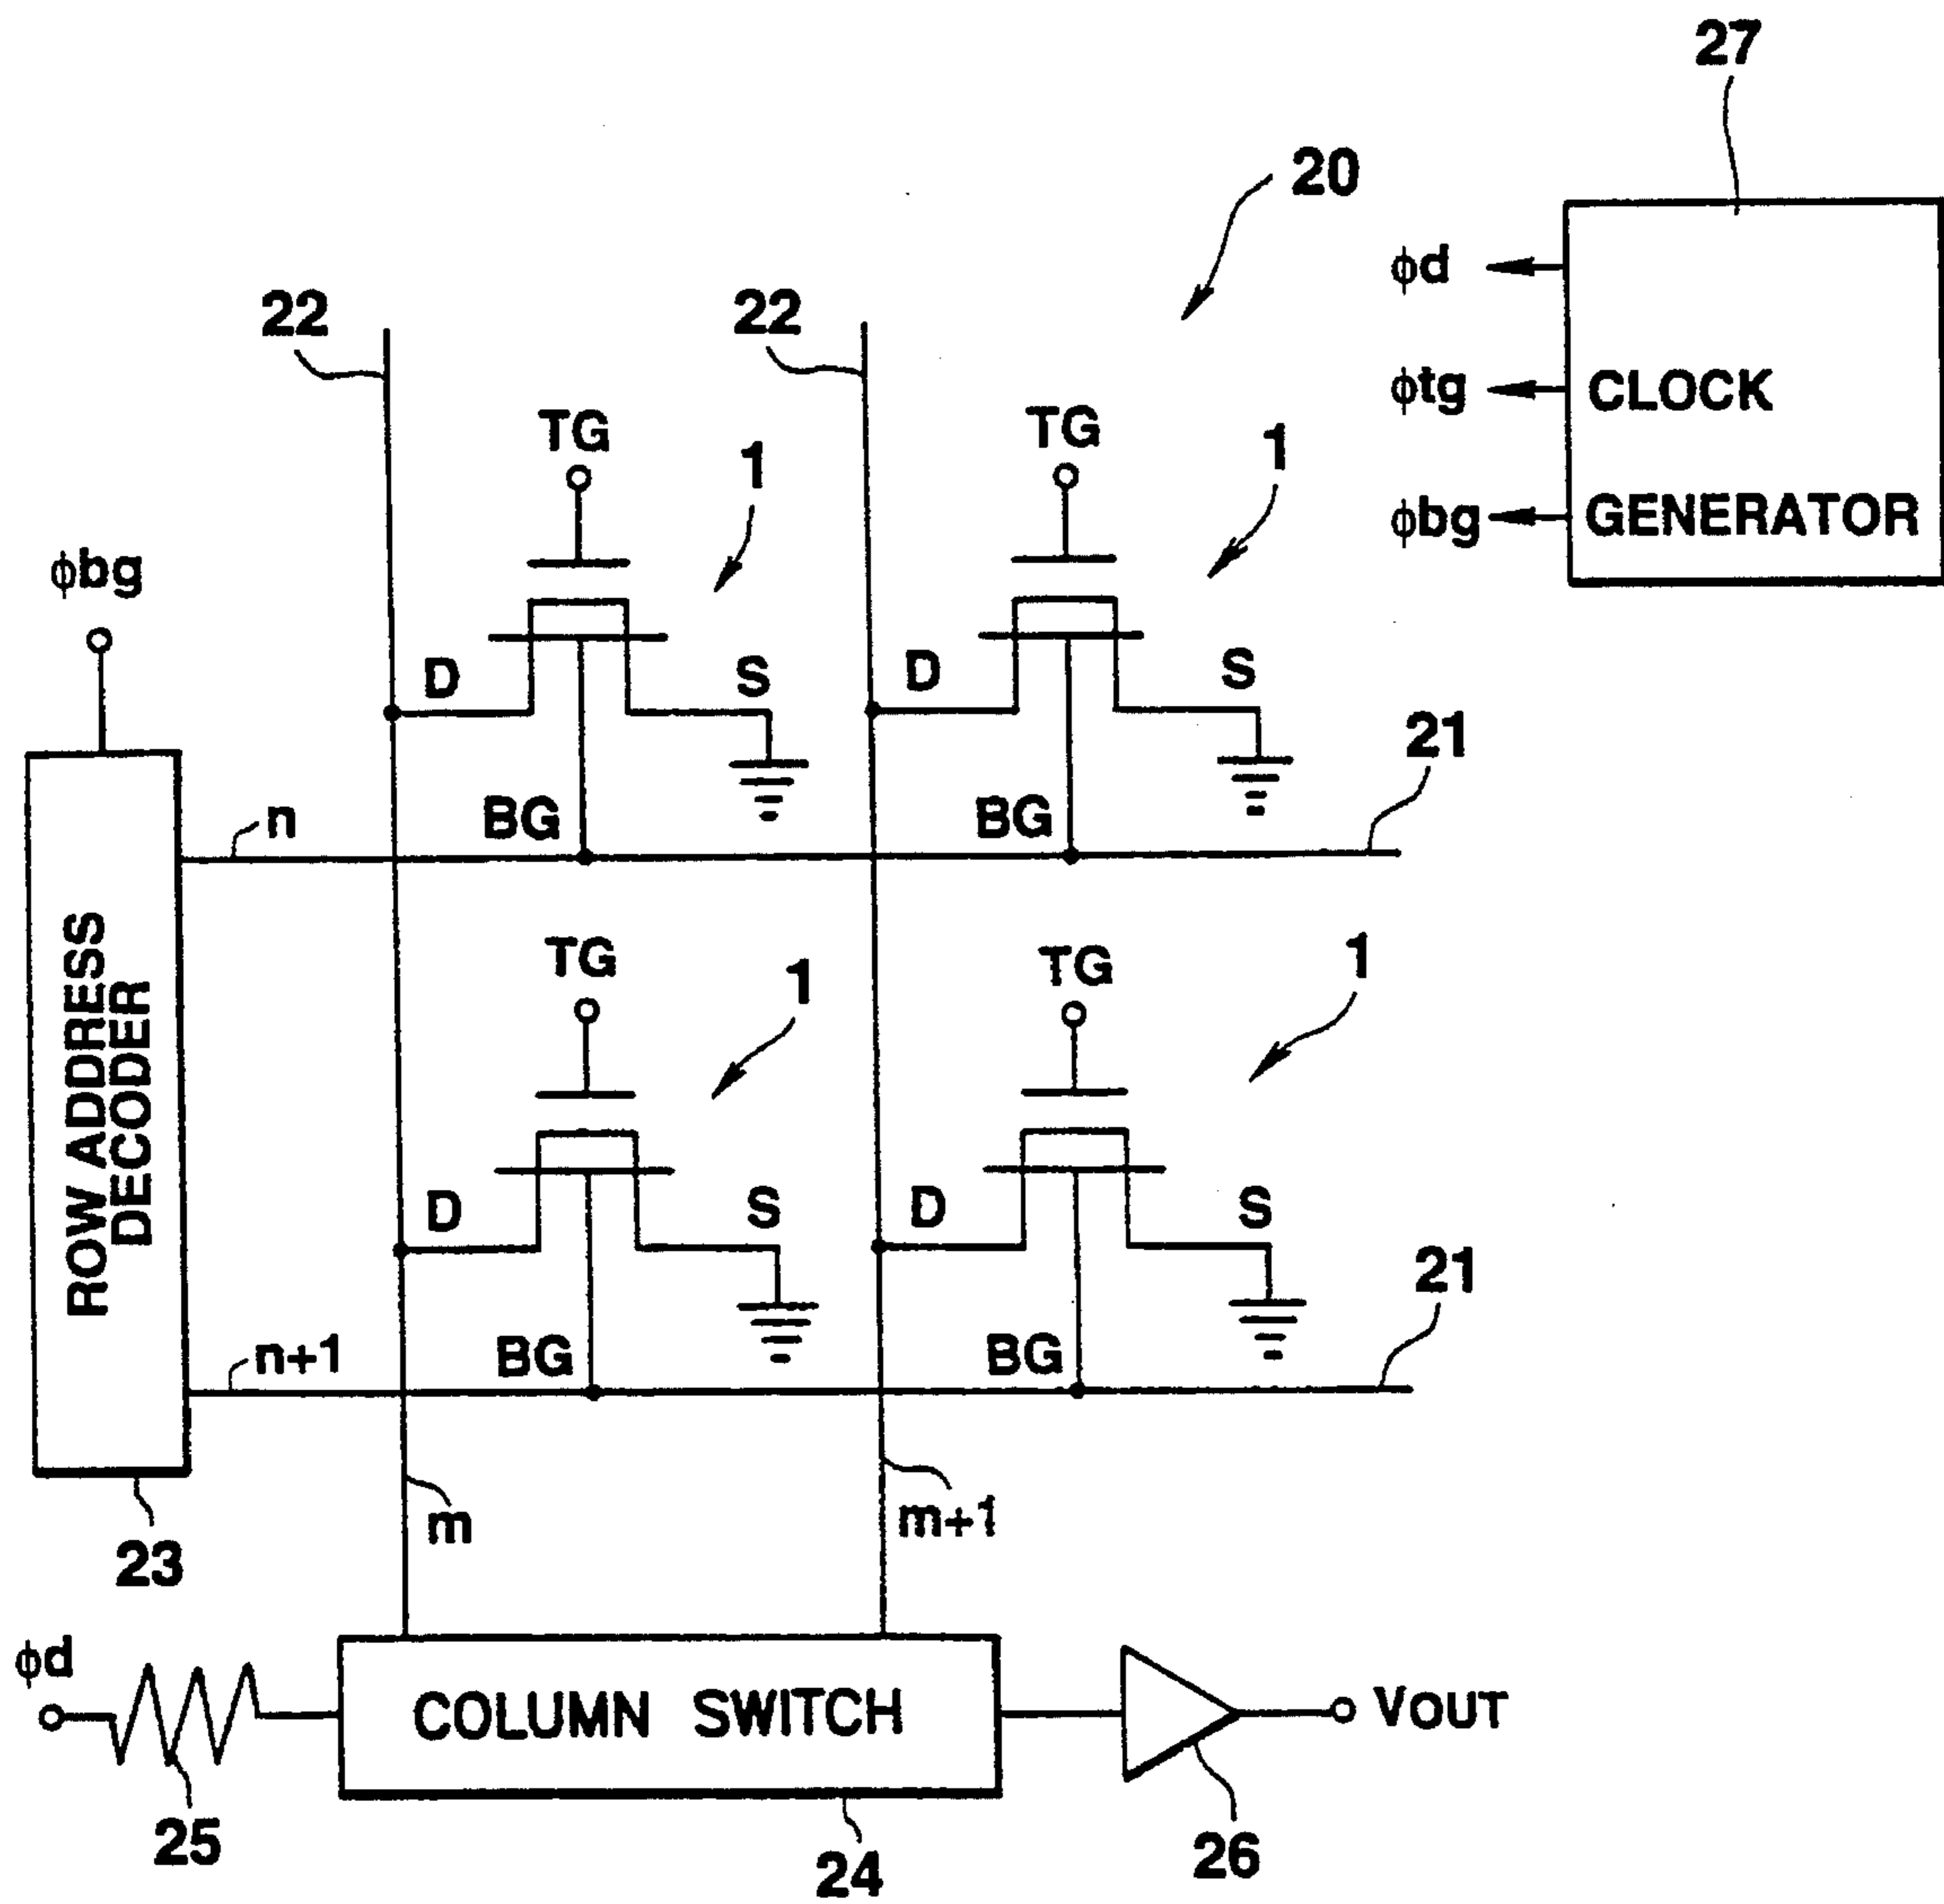 27
20
ϕd
22
22
ϕtg
CLOCK
TG
1
TG
1
ϕbg
GENERATOR
ϕbg
D
S
D
S
21
n
BG
BG
ROW ADDRESS
DECODER
TG
1
TG
1
D
S
D
S
21
n+1
BG
BG
m
m+1
23
ϕd
COLUMN SWITCH
VOUT
25
24
26